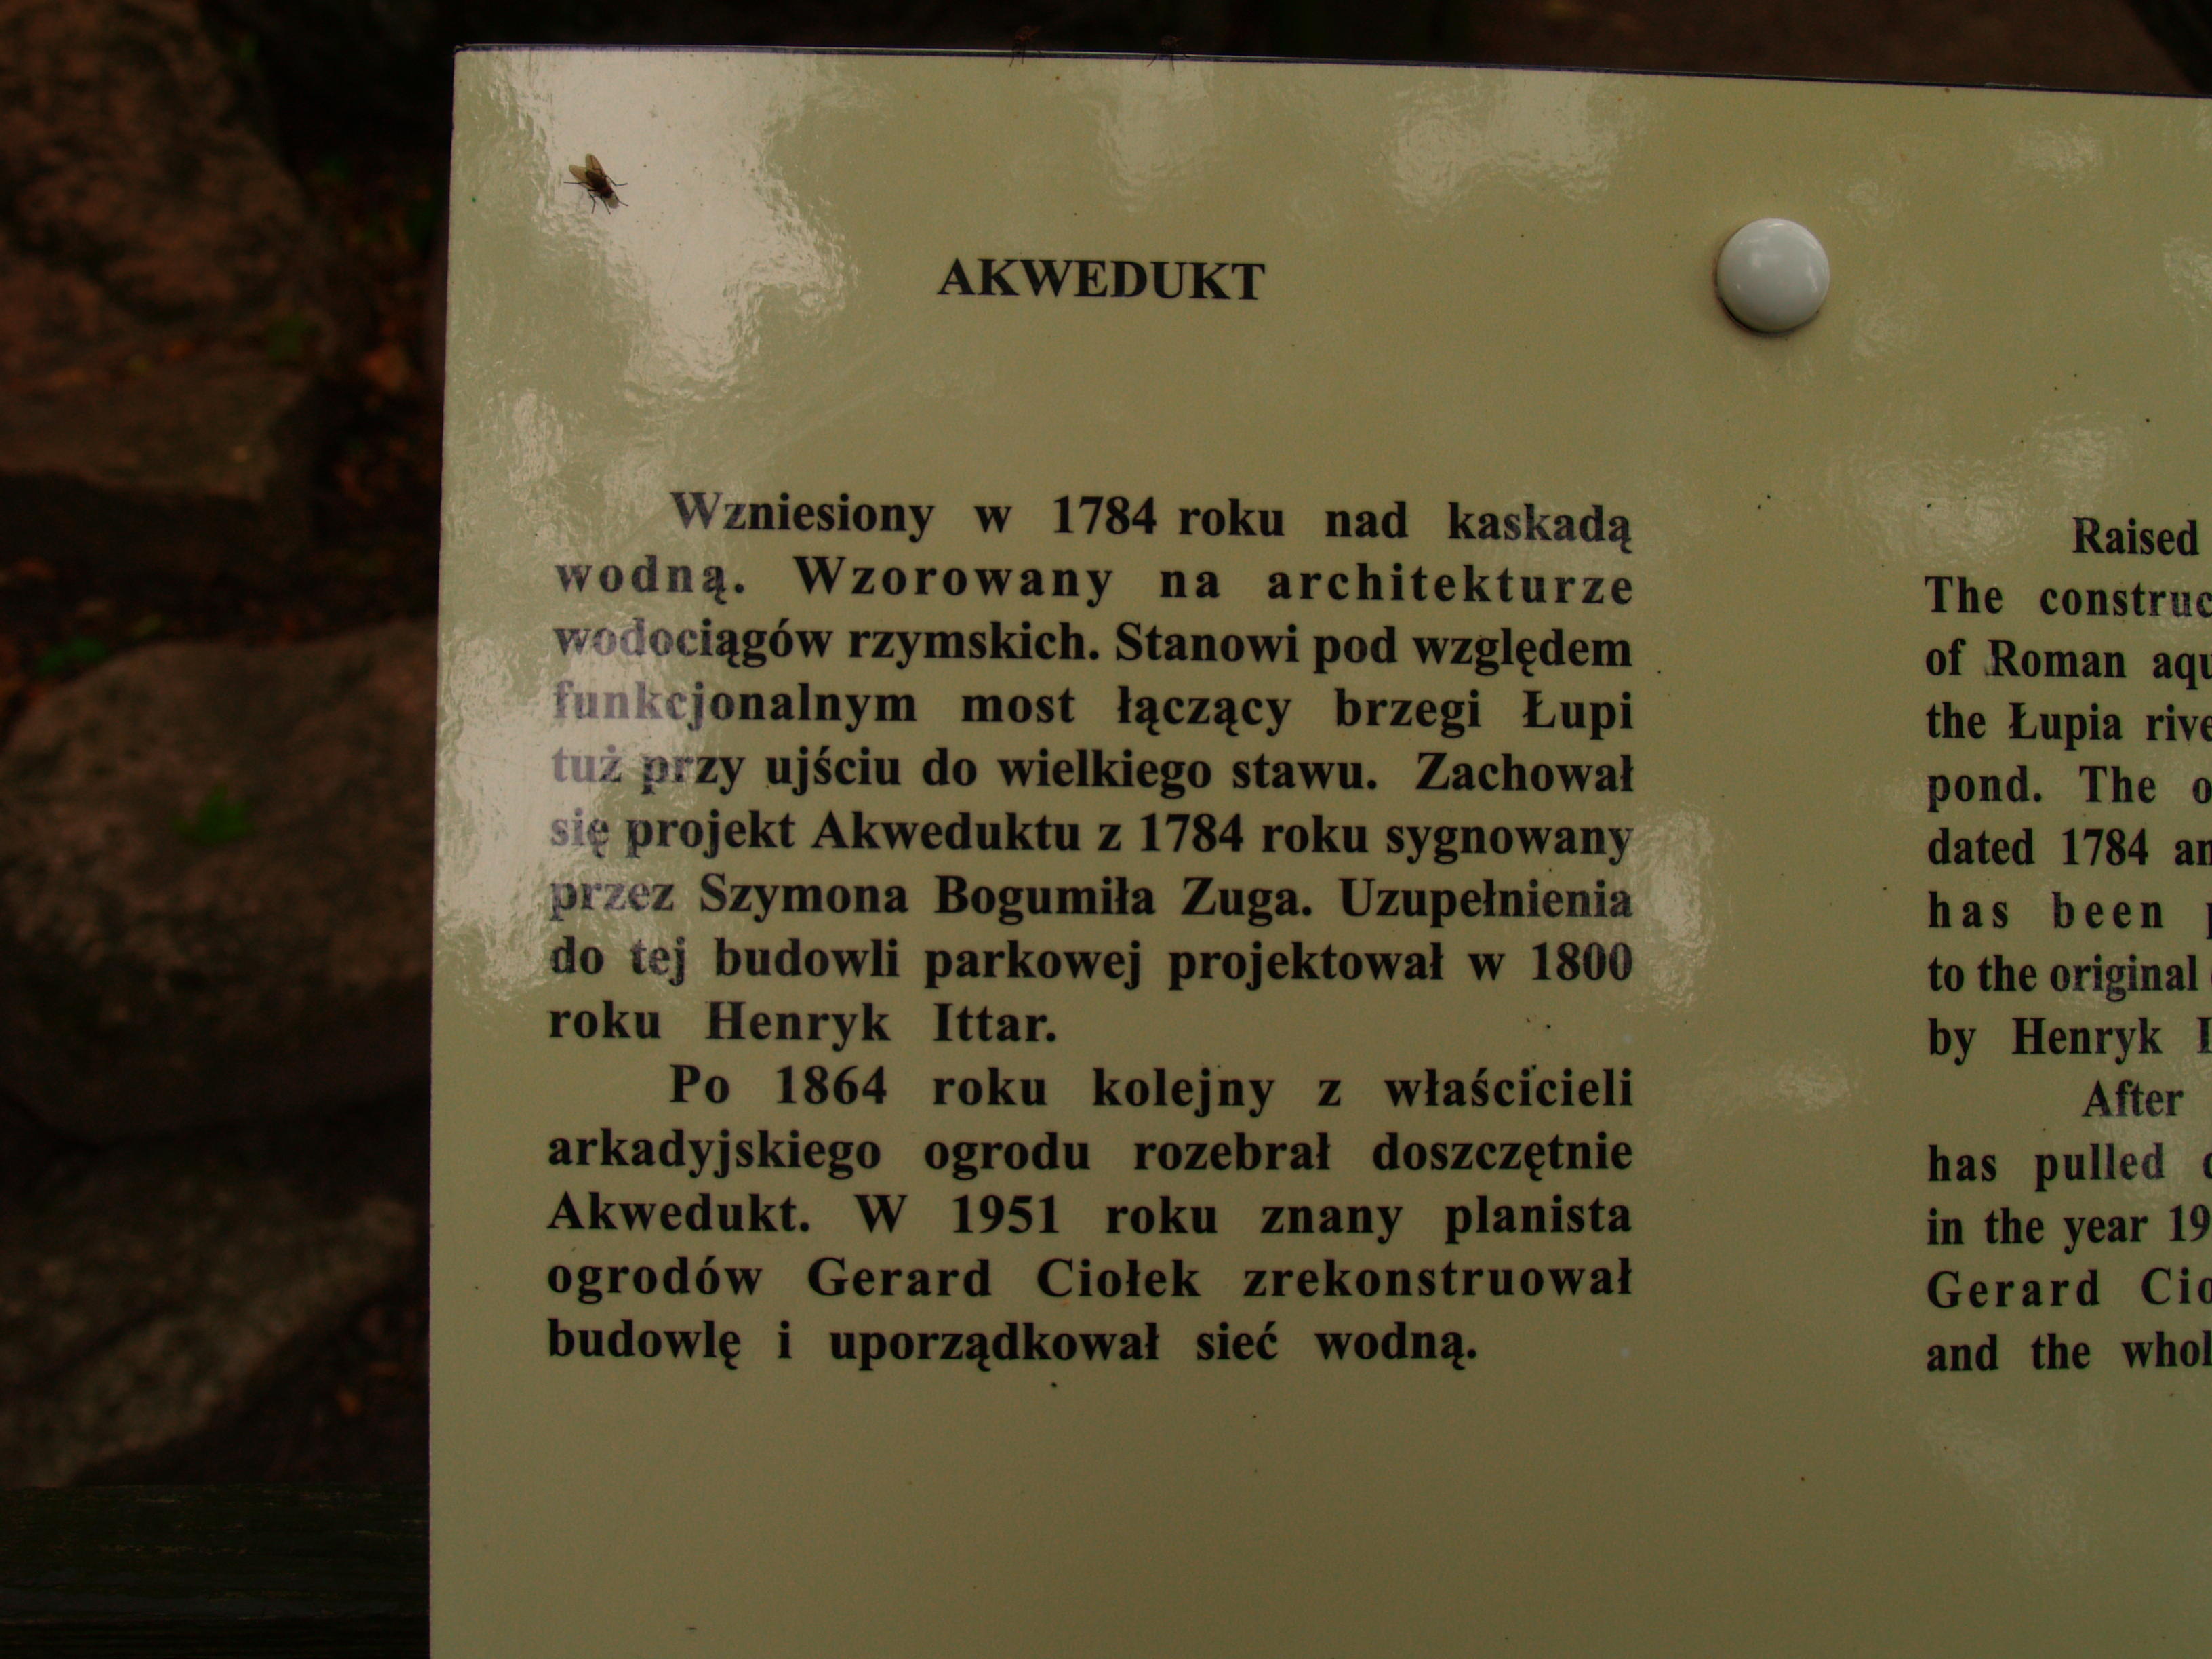 AKWEDUKT
Wzniesiony w 1784 roku nad kaskadą
wodną. Wzorowany na architekturze
wodociągów rzymskich. Stanowi pod względem
funkcjonalnym most łączący brzegi Łupi
tuż przy ujściu do wielkiego stawu. Zachował
się projekt Akweduktu z 1784 roku sygnowany
przez Szymona Bogumiła Zuga. Uzupełnienia
do tej budowli parkowej projektował w 1800
roku Henryk Ittar.
Po 1864 roku kolejny z właścicieli
arkadyjskiego ogrodu rozebrał doszczętnie
Akwedukt. W 1951 roku znany planista
ogrodów Gerard Ciołek zrekonstruował
budowlę i uporządkował sieć wodną.
Raised
The
of Roman
the Łupia
pond. The
dated 1784
has been
to the original
by Henryk
After
has pulled
in the year
Gerard
and the